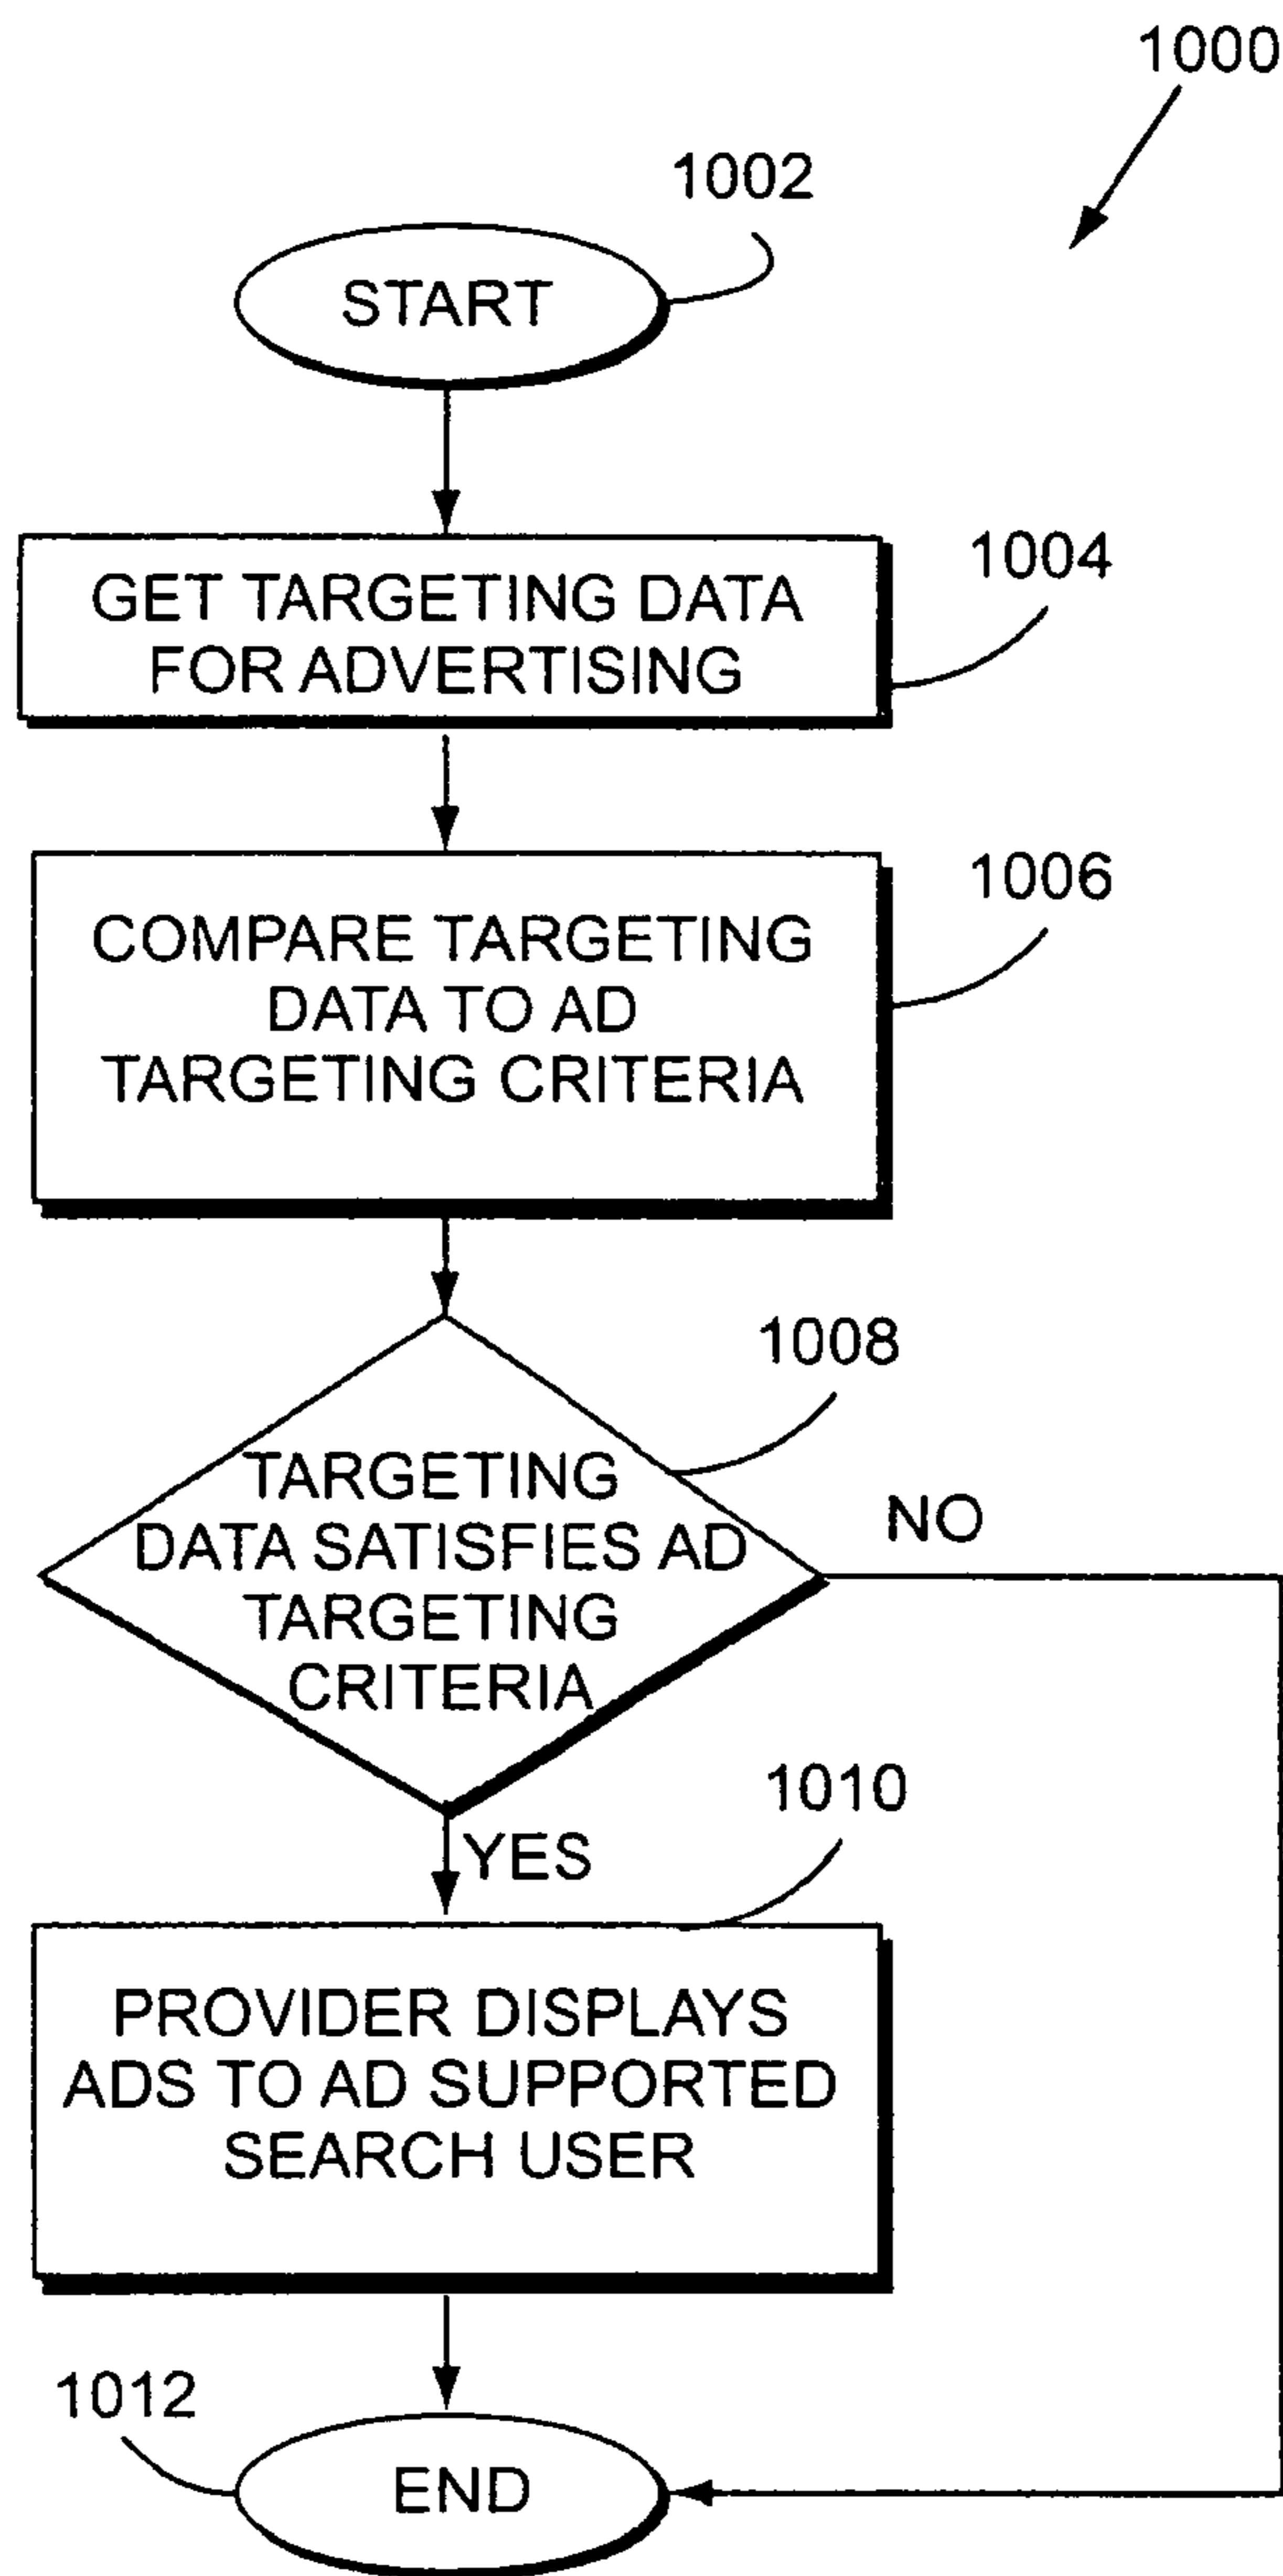 1000
1002
START
1004
GET TARGETING DATA
FOR ADVERTISING
1006
COMPARE TARGETING
DATA TO AD
TARGETING CRITERIA
1008
TARGETING
DATA SATISFIES AD
TARGETING
CRITERIA
NO
YES
1010
PROVIDER DISPLAYS
ADS TO AD SUPPORTED
SEARCH USER
1012
END